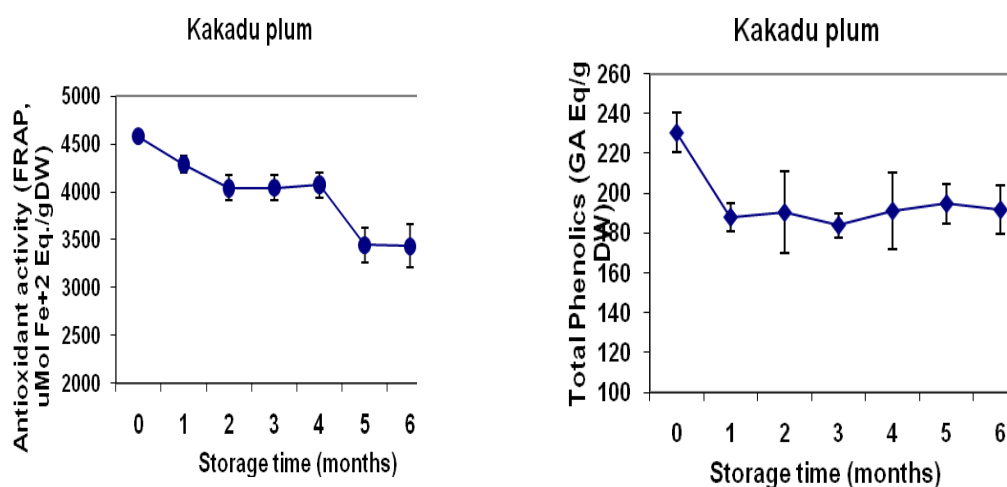 Kakadu plum
Antioxidant activity (FRAP,
uMol Fe+2 Eq./gDW)
5000
4500
4000
3500
3000
2500
2000
0 1 2 3 4 5 6
Storage time (months)
Kakadu plum
Total Phenolics (GA Eq/g
DW)
260
240
220
200
180
160
140
120
100
0 1 2 3 4 5 6
Storage time (months)